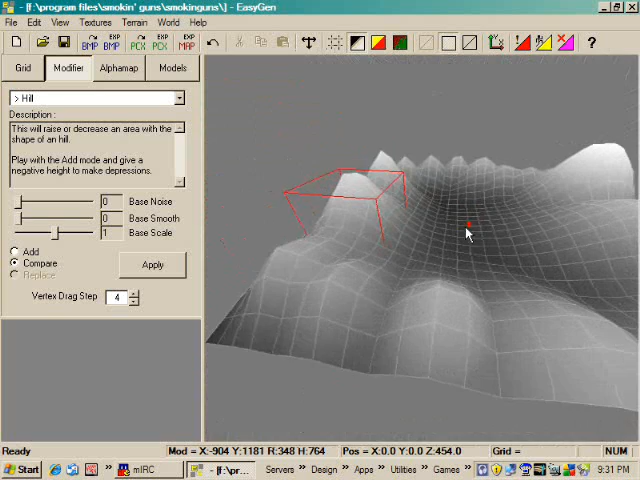 - [f:\program files\smokin' guns\smokinguns\] - EasyGen
File View Textures Terrain World Help
BMP EXP BMP PCX EXP PCX EXP MAP ?
Grid Modifier Alphamap Models
> Hill
Description:
This will raise or decrease an area with the
shape of an hill.
Play with the Add mode and give a
negative height to make depressions.
0 Base Noise
0 Base Smooth
1 Base Scale
Add
Compare
Replace
Apply
Vertex Drag Step 4
Ready Mod = X:-904 Y:1181 R:348 H:764 Pos = X:0.0 Y:0.0 Z:454.0 Grid = NUM
Start » mIRC - [f:\pr... Servers » Design » Apps » Utilities » Games » 9:31 PM